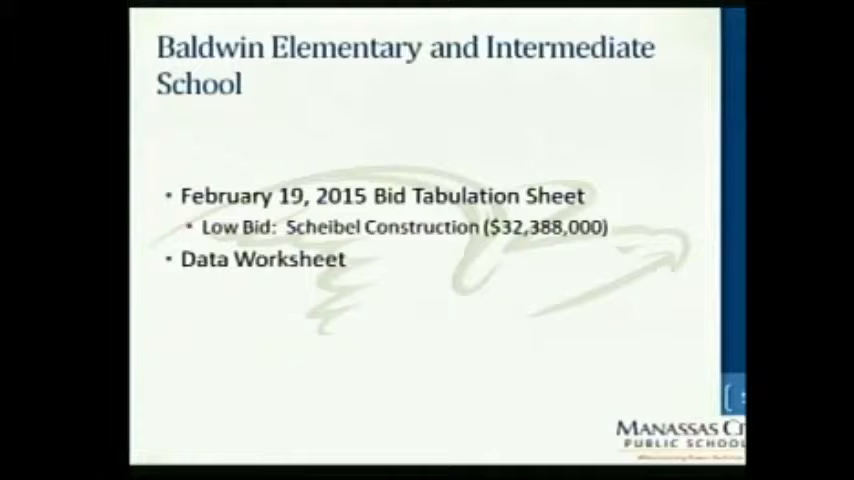 Baldwin Elementary and Intermediate
School
• February 19, 2015 Bid Tabulation Sheet
• Low Bid: Scheibel Construction ($32,388,000)
• Data Worksheet
MANASSAS C
PUBLIC SCHOOL